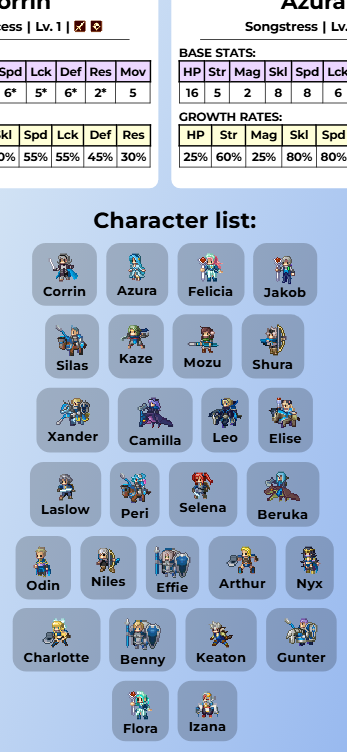 orrin
Azura
ess | Lv. 1 |
Songstress | Lv.
BASE STATS:
Spd Lck Def Res Mov
HP Str Mag Skl Spd Lck
6* 5* 6* 2* 5
16 5 2 8 8 6
GROWTH RATES:
Skl Spd Lck Def Res
HP Str Mag Skl Spd
0% 55% 55% 45% 30%
25% 60% 25% 80% 80%
Character list:
Corrin Azura Felicia Jakob
Silas Kaze Mozu Shura
Xander Camilla Leo Elise
Laslow Peri Selena Beruka
Odin Niles Effie Arthur Nyx
Charlotte Benny Keaton Gunter
Flora Izana